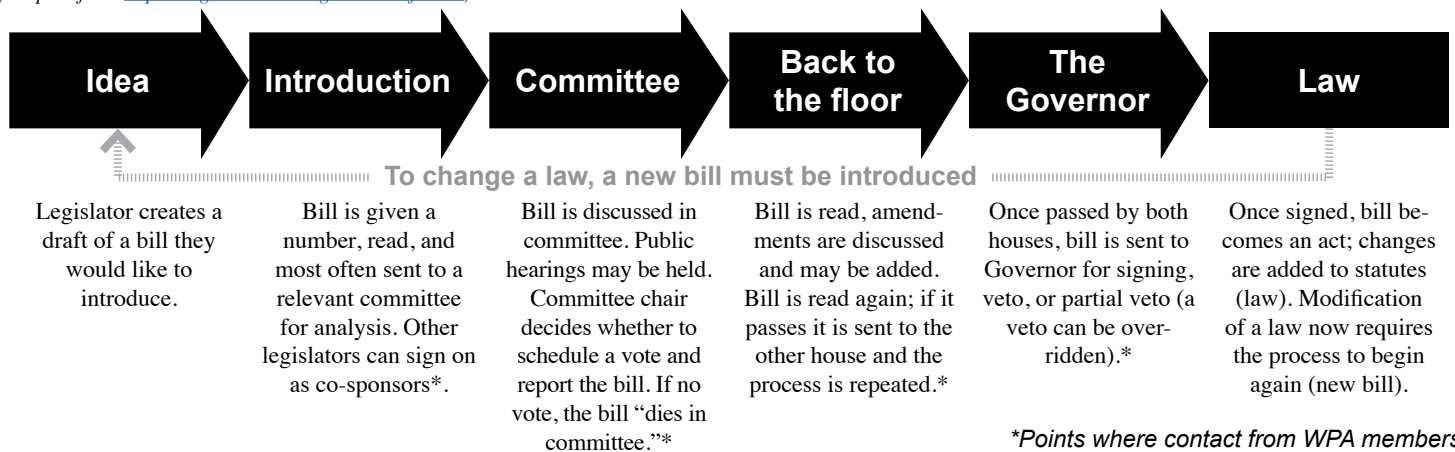 Idea
Introduction
Committee
Back to
the floor
The
Governor
Law
To change a law, a new bill must be introduced
Legislator creates a
draft of a bill they
would like to
introduce.
Bill is given a
number, read, and
most often sent to a
relevant committee
for analysis. Other
legislators can sign on
as co-sponsors*.
Bill is discussed in
committee. Public
hearings may be held.
Committee chair
decides whether to
schedule a vote and
report the bill. If no
vote, the bill “dies in
committee.”*
Bill is read, amend-
ments are discussed
and may be added.
Bill is read again; if it
passes it is sent to the
other house and the
process is repeated.*
Once passed by both
houses, bill is sent to
Governor for signing,
veto, or partial veto (a
veto can be over-
ridden).*
Once signed, bill be-
comes an act; changes
are added to statutes
(law). Modification
of a law now requires
the process to begin
again (new bill).
*Points where contact from WPA members